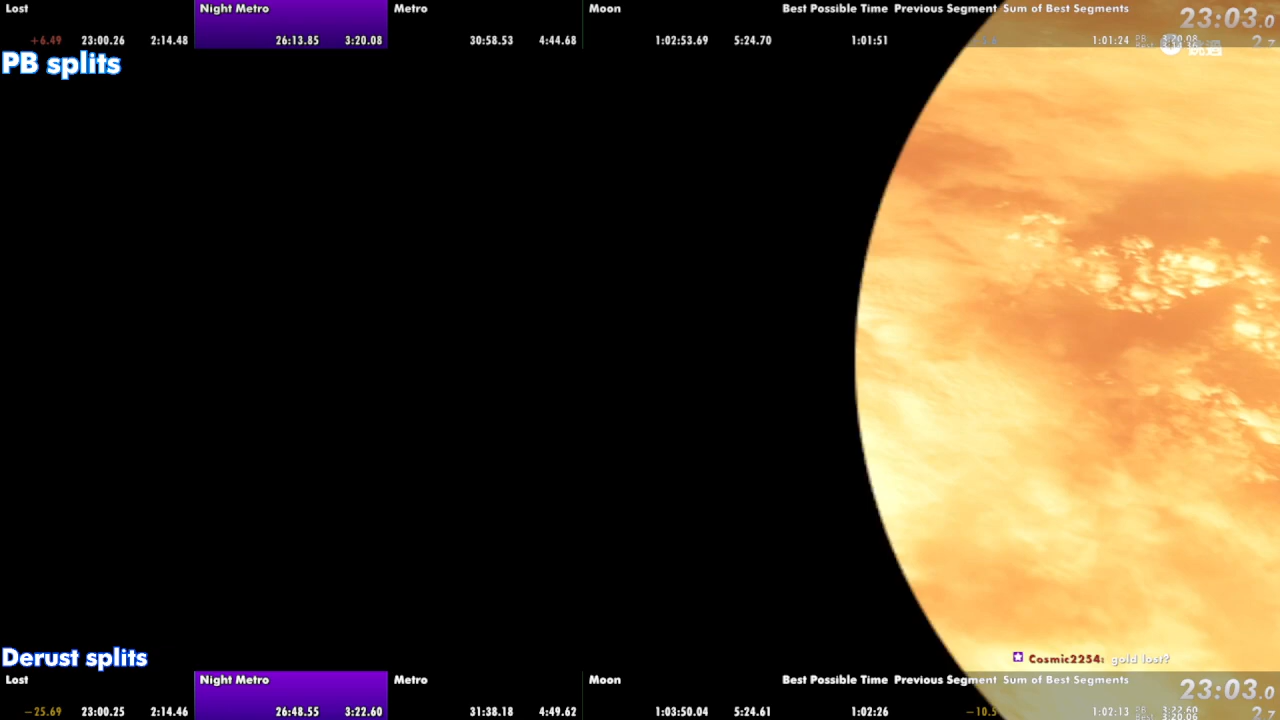 Lost Night Metro Metro Moon Best Possible Time Previous Segment Sum of Best Segments 23:03.0
+6.49 23:00.26 2:14.48 26:13.85 3:20.08 30:58.53 4:44.68 1:02:53.69 5:24.70 1:01:51 1:01:24 PB 3:20.08
PB splits
Derust splits
Cosmic2254: gold lost?
Lost Night Metro Metro Moon Best Possible Time Previous Segment Sum of Best Segments 23:03.0
−25.69 23:00.25 2:14.46 26:48.55 3:22.60 31:38.18 4:49.62 1:03:50.04 5:24.61 1:02:26 −10.5 1:02:13 PB 3:22.60
Best 3:20.06